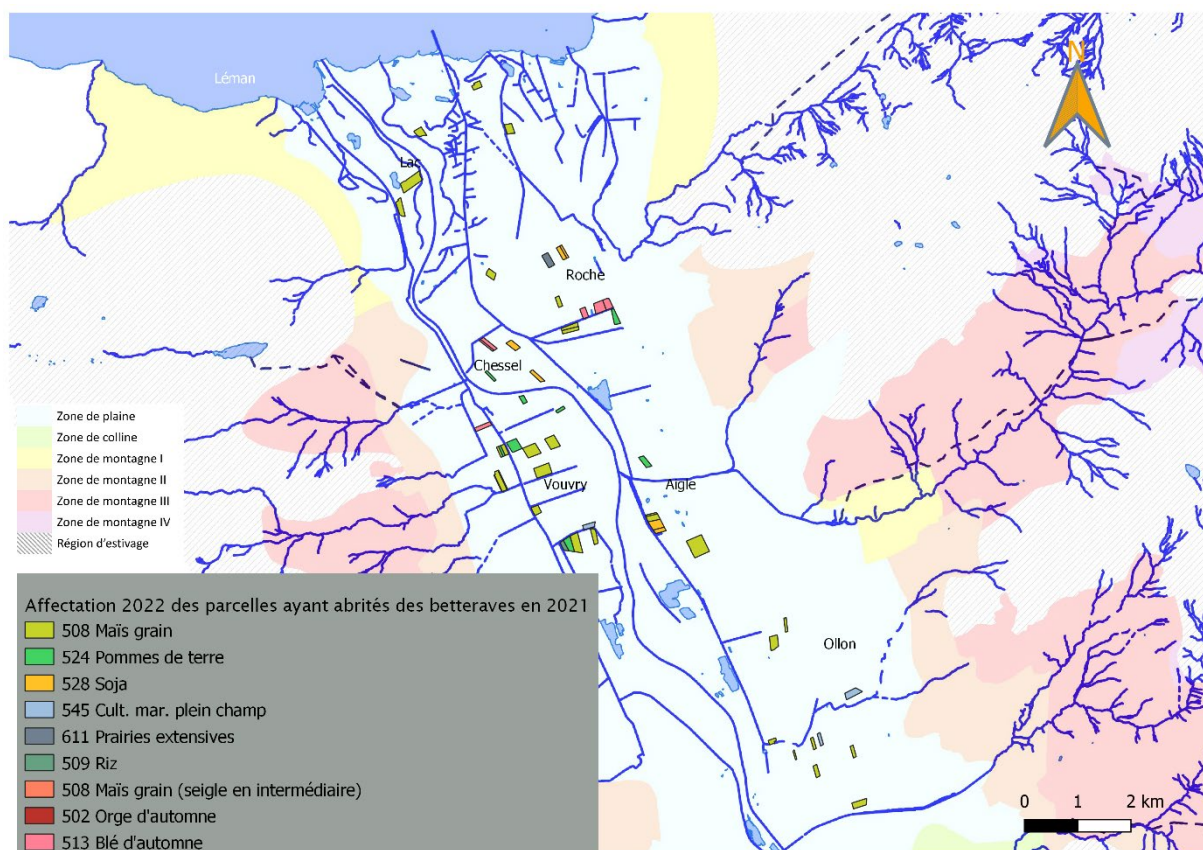 N
Léman
Lac
Roche
Chessel
Vouvry
Aigle
Ollon
Zone de plaine
Zone de colline
Zone de montagne I
Zone de montagne II
Zone de montagne III
Zone de montagne IV
Région d'estivage
Affectation 2022 des parcelles ayant abrités des betteraves en 2021
508 Maïs grain
524 Pommes de terre
528 Soja
545 Cult. mar. plein champ
611 Prairies extensives
509 Riz
508 Maïs grain (seigle en intermédiaire)
502 Orge d'automne
513 Blé d'automne
0 1 2 km